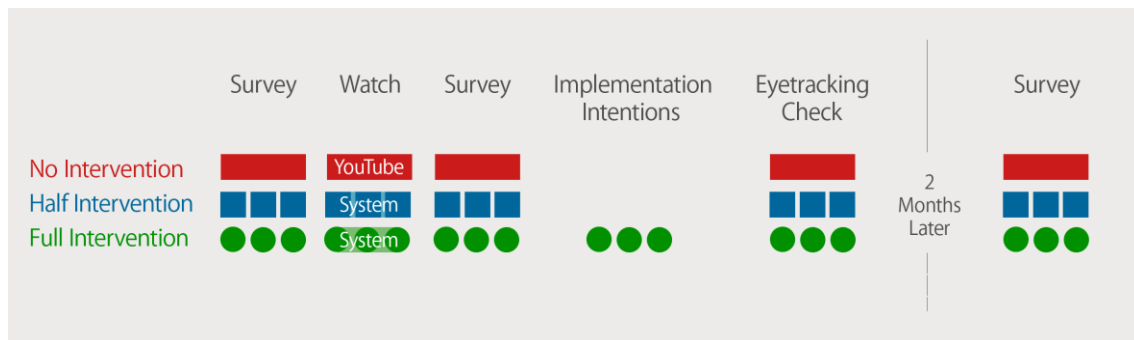 Survey Watch Survey Implementation Intentions Eyetracking Check Survey
No Intervention YouTube
Half Intervention System
Full Intervention System
2
Months
Later